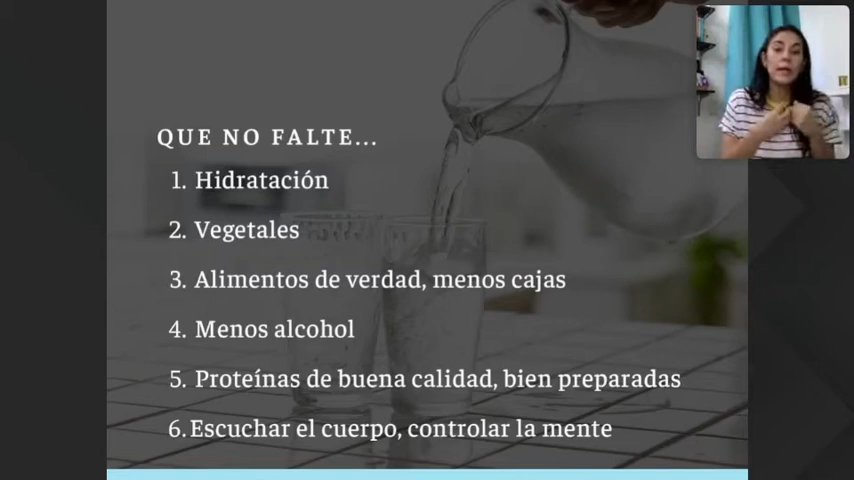 QUE NO FALTE...
1. Hidratación
2. Vegetales
3. Alimentos de verdad, menos cajas
4. Menos alcohol
5. Proteínas de buena calidad, bien preparadas
6. Escuchar el cuerpo, controlar la mente